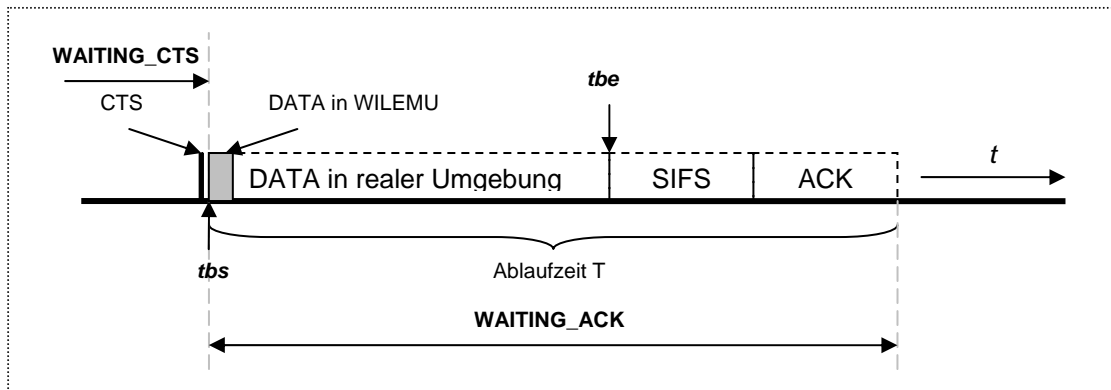 WAITING_CTS
CTS
DATA in WILEMU
tbe
t
DATA in realer Umgebung
SIFS
ACK
tbs
Ablaufzeit T
WAITING_ACK